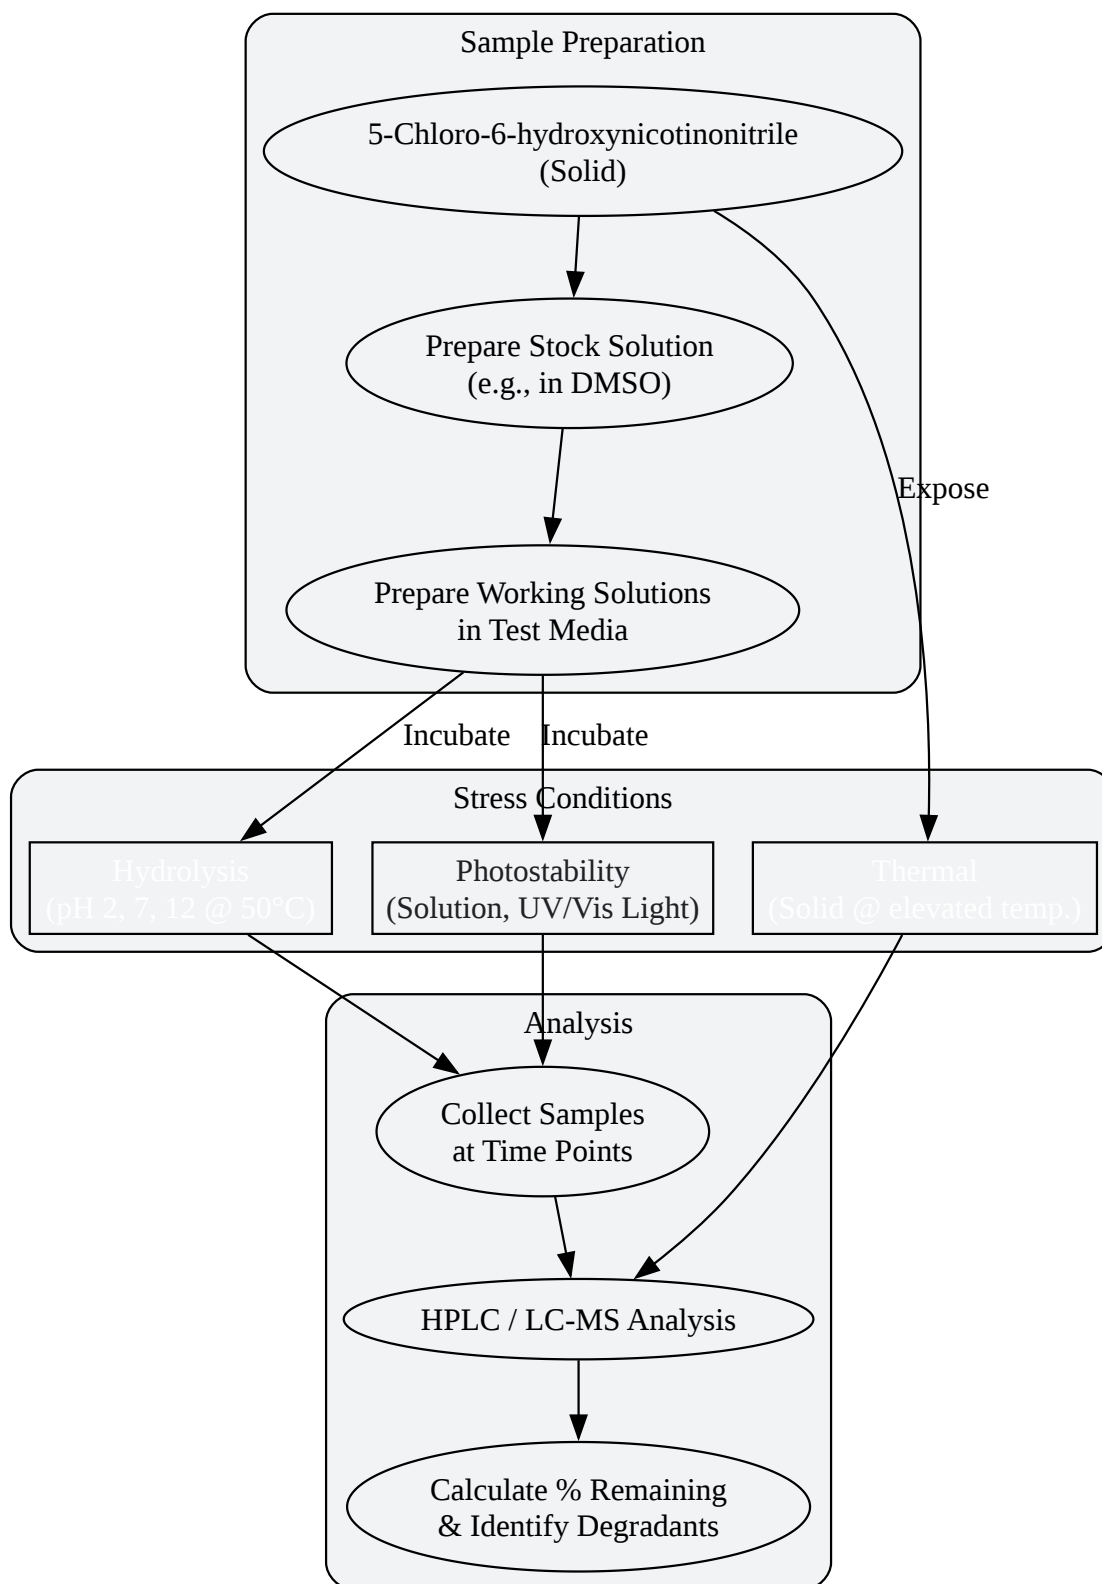 Sample Preparation
5-Chloro-6-hydroxynicotinonitrile
(Solid)
Prepare Stock Solution
(e.g., in DMSO)
Expose
Prepare Working Solutions
in Test Media
Incubate
Incubate
Stress Conditions
Hydrolysis
(pH 2, 7, 12 @ 50°C)
Photostability
(Solution, UV/Vis Light)
Thermal
(Solid @ elevated temp.)
Analysis
Collect Samples
at Time Points
HPLC / LC-MS Analysis
Calculate % Remaining
& Identify Degradants